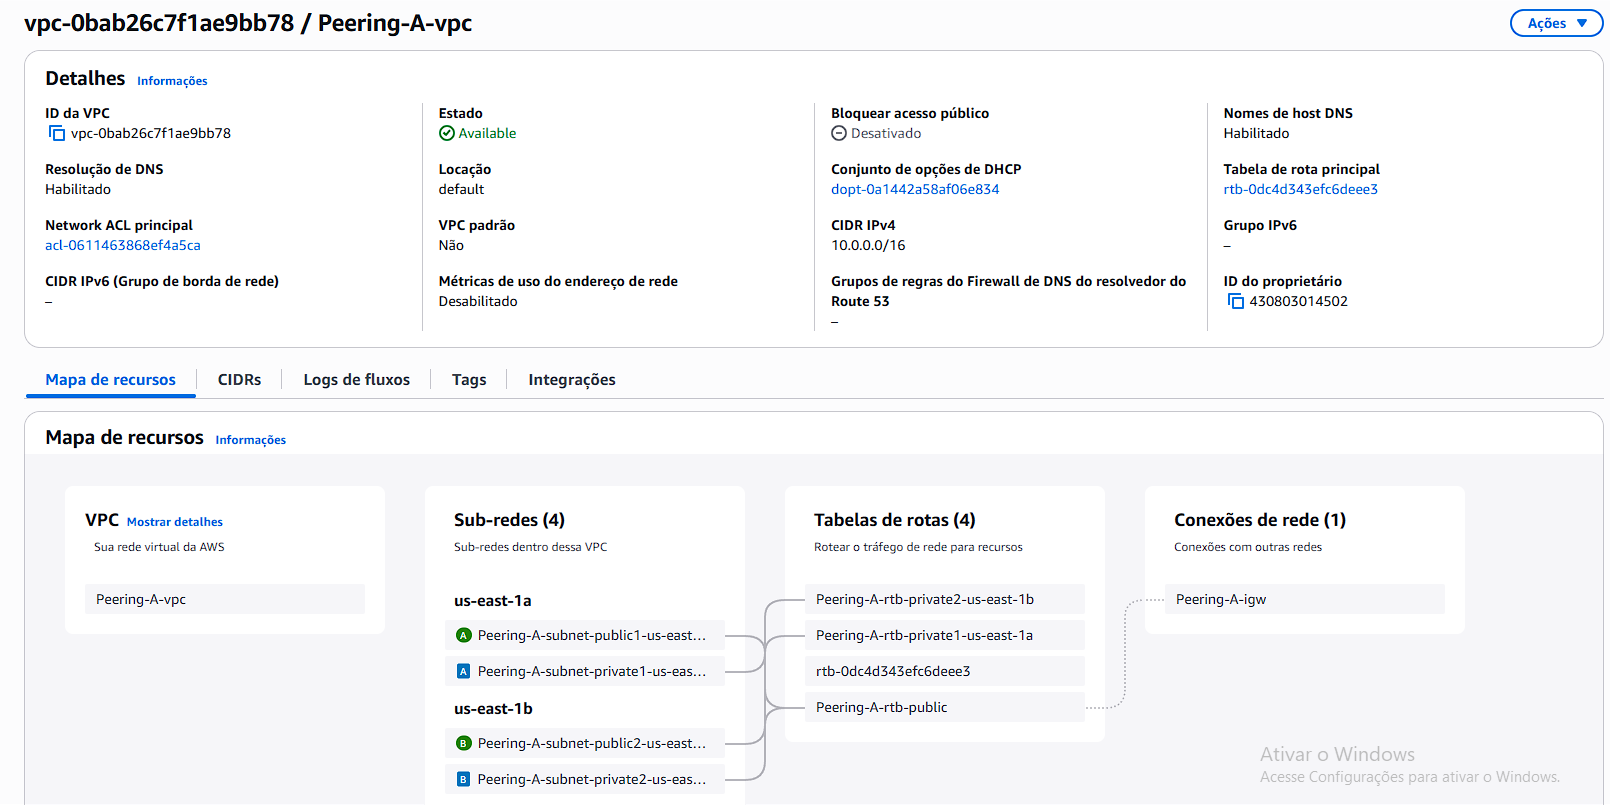 vpc-0bab26c7f1ae9bb78 / Peering-A-vpc
Ações
Detalhes Informações
ID da VPC
vpc-0bab26c7f1ae9bb78
Estado
Available
Bloquear acesso público
Desativado
Nomes de host DNS
Habilitado
Resolução de DNS
Habilitado
Locação
default
Conjunto de opções de DHCP
dopt-0a1442a58af06e834
Tabela de rota principal
rtb-0dc4d343efc6deee3
Network ACL principal
acl-0611463868ef4a5ca
VPC padrão
Não
CIDR IPv4
10.0.0.0/16
Grupo IPv6
–
CIDR IPv6 (Grupo de borda de rede)
–
Métricas de uso do endereço de rede
Desabilitado
Grupos de regras do Firewall de DNS do resolvedor do
Route 53
–
ID do proprietário
430803014502
Mapa de recursos
CIDRs
Logs de fluxos
Tags
Integrações
Mapa de recursos Informações
VPC Mostrar detalhes
Sua rede virtual da AWS
Peering-A-vpc
Sub-redes (4)
Sub-redes dentro dessa VPC
us-east-1a
A Peering-A-subnet-public1-us-east...
A Peering-A-subnet-private1-us-eas...
us-east-1b
B Peering-A-subnet-public2-us-east...
B Peering-A-subnet-private2-us-eas...
Tabelas de rotas (4)
Rotear o tráfego de rede para recursos
Peering-A-rtb-private2-us-east-1b
Peering-A-rtb-private1-us-east-1a
rtb-0dc4d343efc6deee3
Peering-A-rtb-public
Conexões de rede (1)
Conexões com outras redes
Peering-A-igw
Ativar o Windows
Acesse Configurações para ativar o Windows.